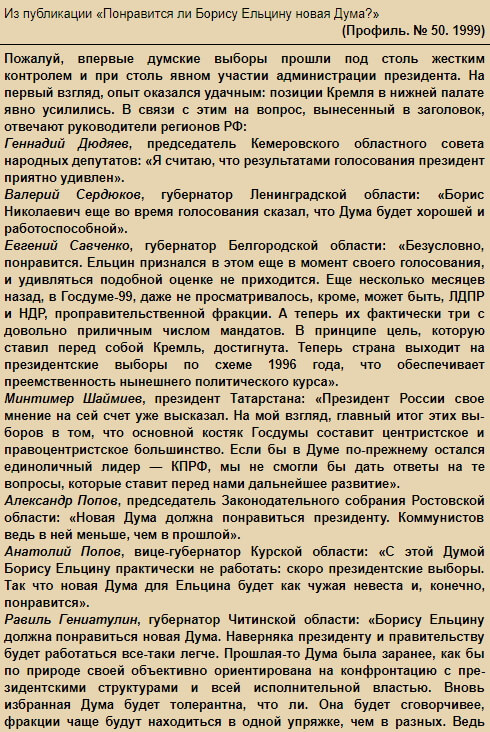 Из публикации «Понравится ли Борису Ельцину новая Дума?»
(Профиль. № 50. 1999)
Пожалуй, впервые думские выборы прошли под столь жестким
контролем и при столь явном участии администрации президента. На
первый взгляд, опыт оказался удачным: позиции Кремля в нижней палате
явно усилились. В связи с этим на вопрос, вынесенный в заголовок,
отвечают руководители регионов РФ:
Геннадий Дюдяев, председатель Кемеровского областного совета
народных депутатов: «Я считаю, что результатами голосования президент
приятно удивлен».
Валерий Сердюков, губернатор Ленинградской области: «Борис
Николаевич еще во время голосования сказал, что Дума будет хорошей и
работоспособной».
Евгений Савченко, губернатор Белгородской области: «Безусловно,
понравится. Ельцин признался в этом еще в момент своего голосования,
и удивляться подобной оценке не приходится. Еще несколько месяцев
назад, в Госдуме-99, даже не просматривалось, кроме, может быть, ЛДПР
и НДР, проправительственной фракции. А теперь их фактически три с
довольно приличным числом мандатов. В принципе цель, которую
ставил перед собой Кремль, достигнута. Теперь страна выходит на
президентские выборы по схеме 1996 года, что обеспечивает
преемственность нынешнего политического курса».
Минтимер Шаймиев, президент Татарстана: «Президент России свое
мнение на сей счет уже высказал. На мой взгляд, главный итог этих вы-
боров в том, что основной костяк Госдумы составит центристское и
правоцентристское большинство. Если бы в Думе по-прежнему остался
единоличный лидер — КПРФ, мы не смогли бы дать ответы на те
вопросы, которые ставит перед нами дальнейшее развитие».
Александр Попов, председатель Законодательного собрания Ростовской
области: «Новая Дума должна понравиться президенту. Коммунистов
ведь в ней меньше, чем в прошлой».
Анатолий Попов, вице-губернатор Курской области: «С этой Думой
Борису Ельцину практически не работать: скоро президентские выборы.
Так что новая Дума для Ельцина будет как чужая невеста и, конечно,
понравится».
Равиль Гениатулин, губернатор Читинской области: «Борису Ельцину
должна понравиться новая Дума. Наверняка президенту и правительству
будет работаться все-таки легче. Прошлая-то Дума была заранее, как бы
по природе своей объективно ориентирована на конфронтацию с пре-
зидентскими структурами и всей исполнительной властью. Вновь
избранная Дума будет толерантна, что ли. Она будет сговорчивее,
фракции чаще будут находиться в одной упряжке, чем в разных. Ведь